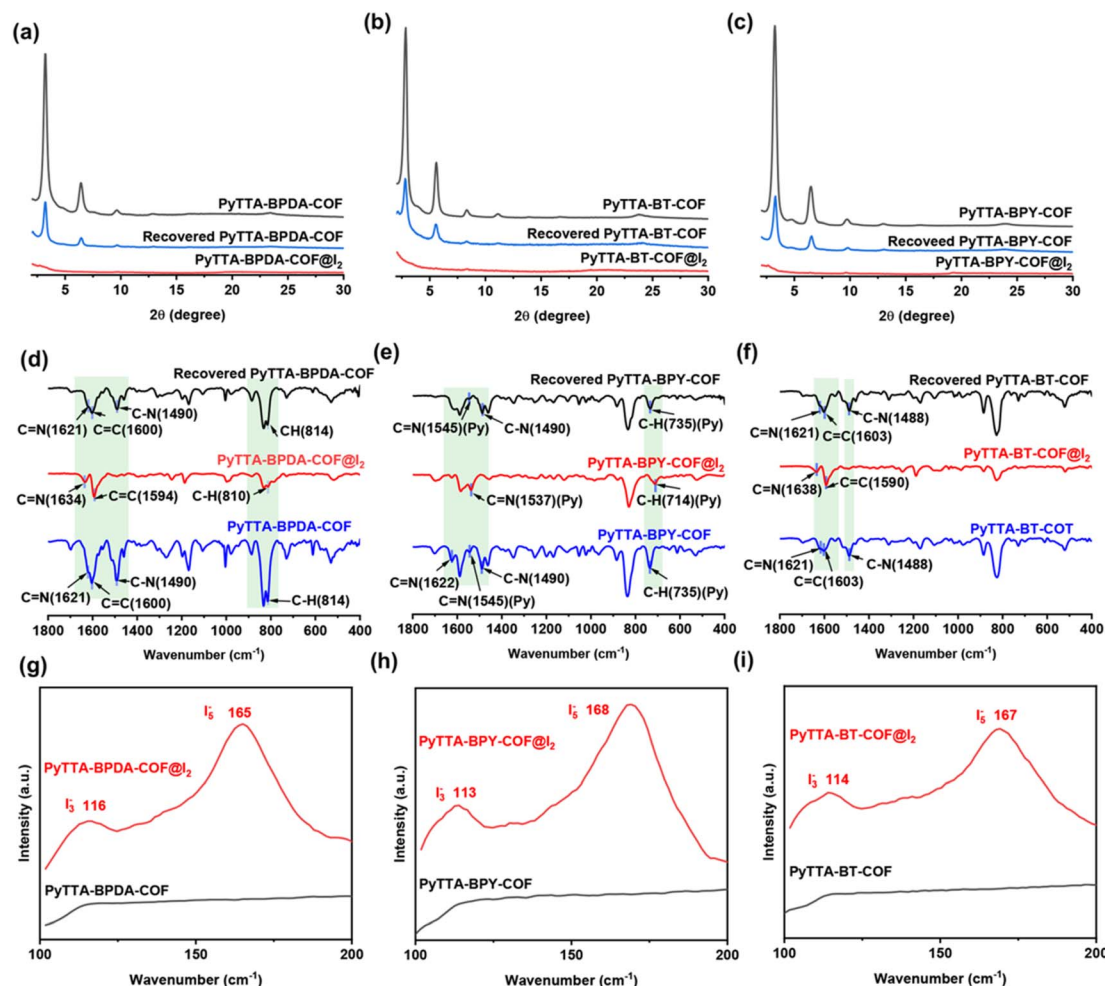 (a)
PyTTA-BPDA-COF
Recovered PyTTA-BPDA-COF
PyTTA-BPDA-COF@I₂
5 10 15 20 25 30
2θ (degree)
(b)
PyTTA-BT-COF
Recovered PyTTA-BT-COF
PyTTA-BT-COF@I₂
5 10 15 20 25 30
2θ (degree)
(c)
PyTTA-BPY-COF
Recoveed PyTTA-BPY-COF
PyTTA-BPY-COF@I₂
5 10 15 20 25 30
2θ (degree)
(d)
Recovered PyTTA-BPDA-COF
C-N(1490)
C=N(1621)
C=C(1600)
CH(814)
PyTTA-BPDA-COF@I₂
C=N(1634)
C=C(1594)
C-H(810)
PyTTA-BPDA-COF
C=N(1621)
C=C(1600)
C-N(1490)
C-H(814)
1800 1600 1400 1200 1000 800 600 400
Wavenumber (cm⁻¹)
(e)
Recovered PyTTA-BPY-COF
C=N(1545)(Py)
C-N(1490)
C-H(735)(Py)
PyTTA-BPY-COF@I₂
C=N(1537)(Py)
C-H(714)(Py)
PyTTA-BPY-COF
C=N(1622)
C-N(1490)
C=N(1545)(Py)
C-H(735)(Py)
1800 1600 1400 1200 1000 800 600 400
Wavenumber (cm⁻¹)
(f)
Recovered PyTTA-BT-COF
C-N(1488)
C=N(1621)
C=C(1603)
PyTTA-BT-COF@I₂
C=N(1638)
C=C(1590)
PyTTA-BT-COT
C=N(1621)
C-N(1488)
C=C(1603)
1800 1600 1400 1200 1000 800 600 400
Wavenumber (cm⁻¹)
(g)
Intensity (a.u.)
I₅⁻ 165
PyTTA-BPDA-COF@I₂
I₃⁻ 116
PyTTA-BPDA-COF
100 150 200
Wavenumber (cm⁻¹)
(h)
Intensity (a.u.)
I₅⁻ 168
PyTTA-BPY-COF@I₂
I₃⁻ 113
PyTTA-BPY-COF
100 150 200
Wavenumber (cm⁻¹)
(i)
Intensity (a.u.)
I₅⁻ 167
PyTTA-BT-COF@I₂
I₃⁻ 114
PyTTA-BT-COF
100 150 200
Wavenumber (cm⁻¹)